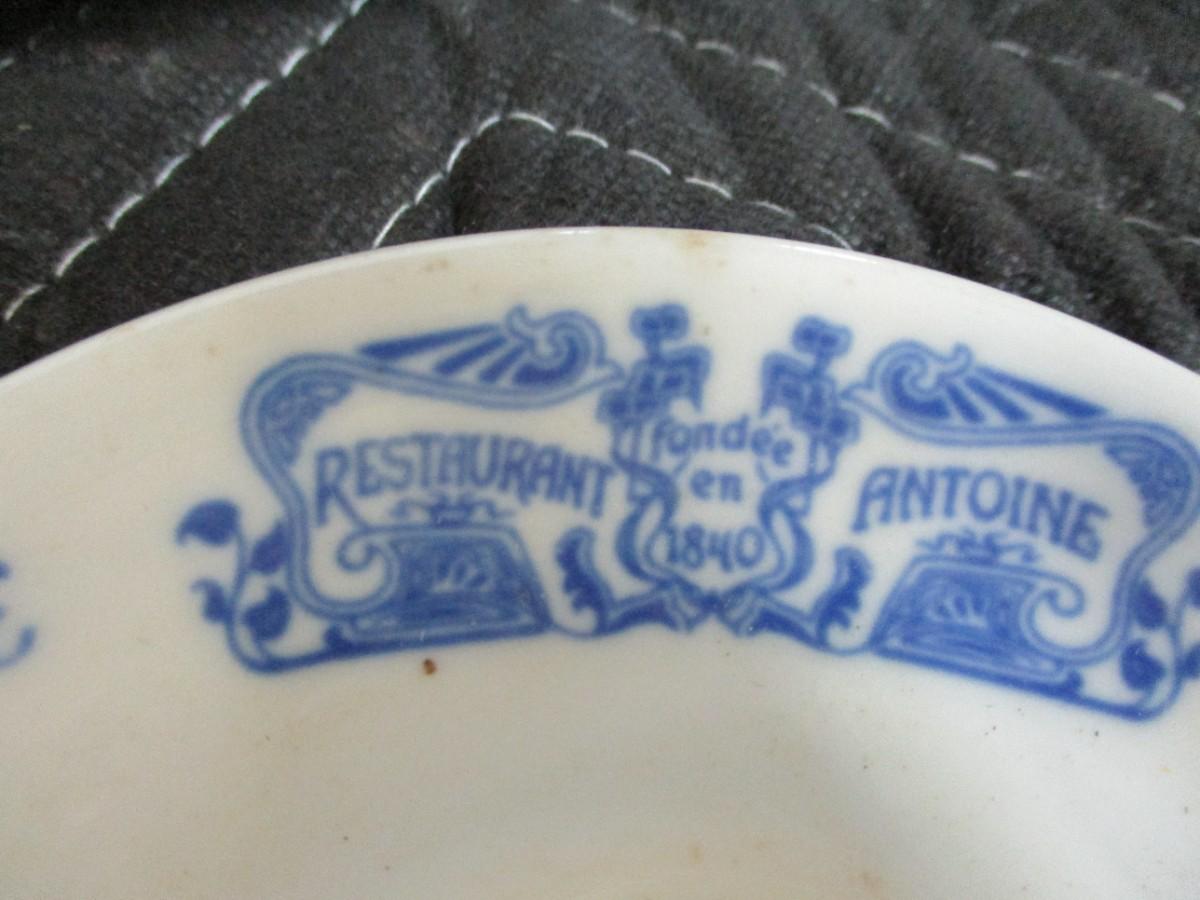 RESTAURANT
fondée
en
1840
ANTOINE